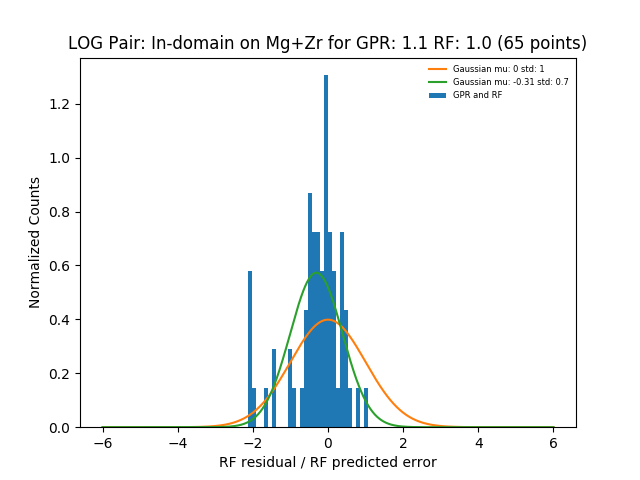 LOG Pair: In-domain on Mg+Zr for GPR: 1.1 RF: 1.0 (65 points)
Gaussian mu: 0 std: 1
Gaussian mu: -0.31 std: 0.7
GPR and RF
Normalized Counts
1.2
1.0
0.8
0.6
0.4
0.2
0.0
−6 −4 −2 0 2 4 6
RF residual / RF predicted error